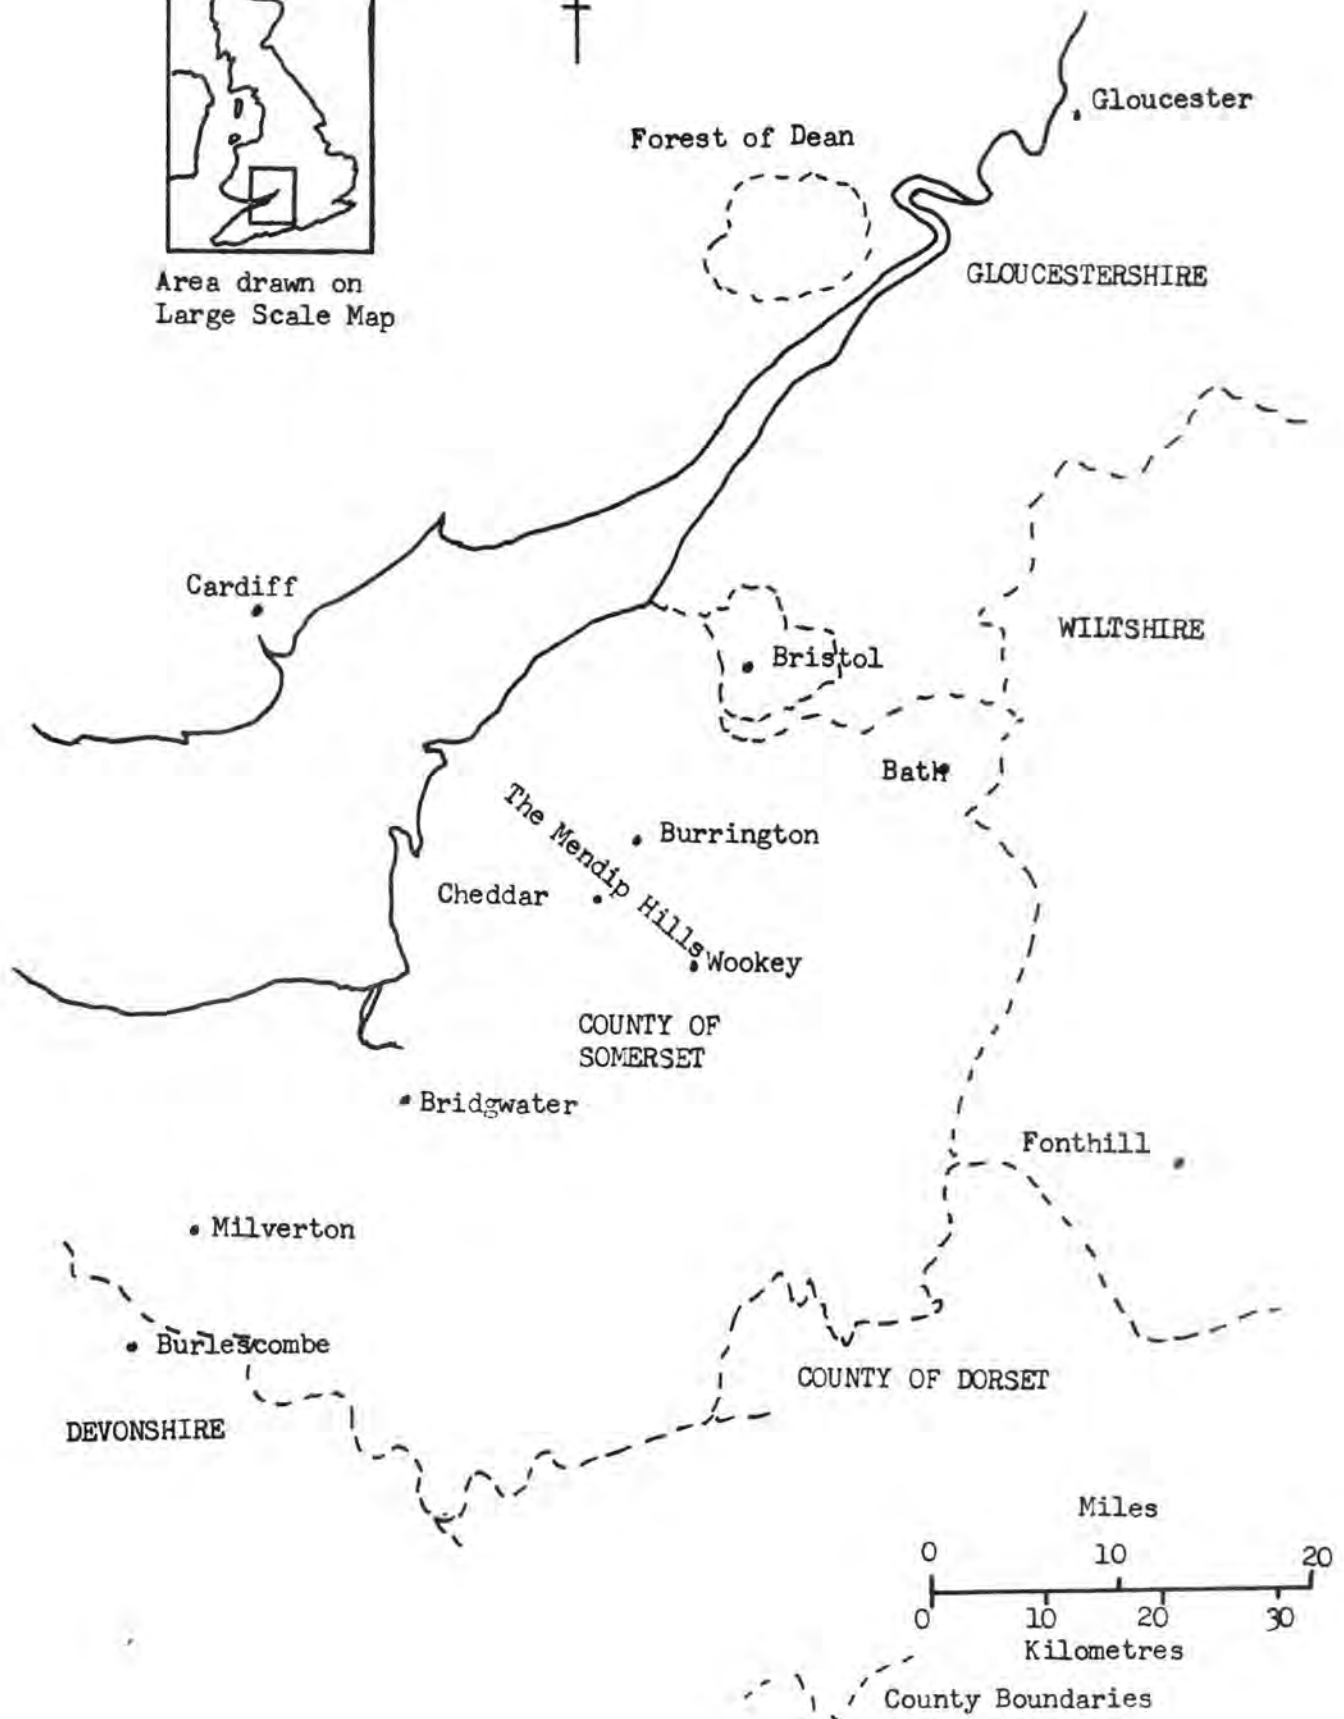 Area drawn on
Large Scale Map
Gloucester
Forest of Dean
GLOUCESTERSHIRE
Cardiff
WILTSHIRE
Bristol
Bath
The Mendip Hills
Burrington
Cheddar
Wookey
COUNTY OF
SOMERSET
Bridgwater
Fonthill
Milverton
Burlescombe
COUNTY OF DORSET
DEVONSHIRE
Miles
0 10 20
0 10 20 30
Kilometres
County Boundaries